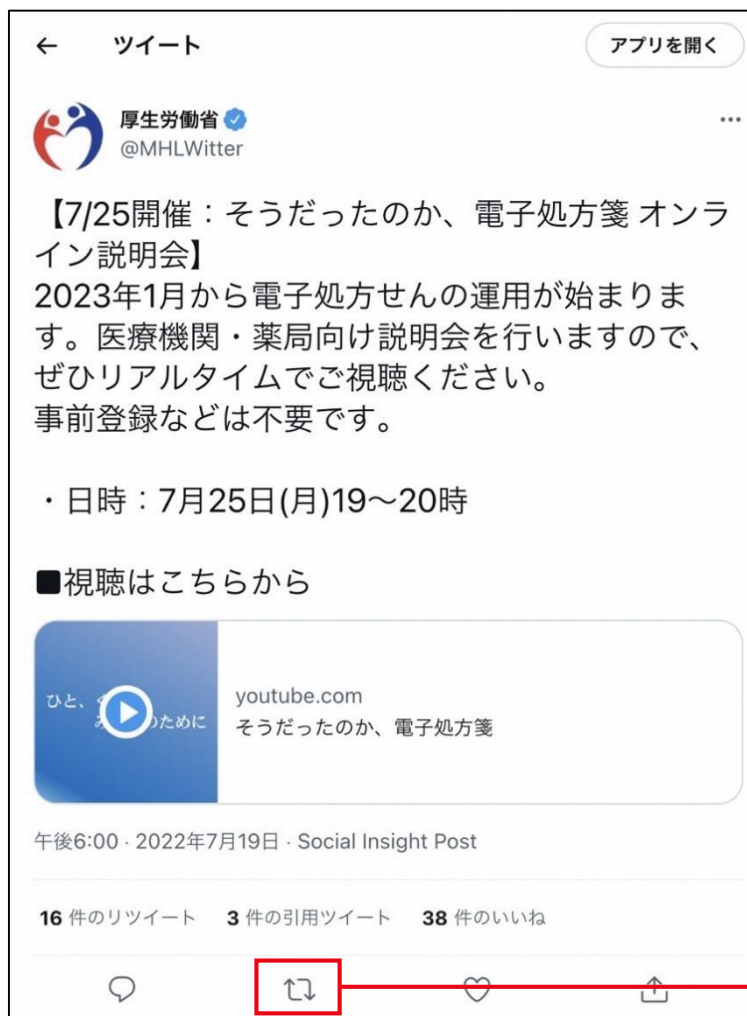 ← ツイート アプリを開く
厚生労働省
@MHLWitter
【7/25開催：そうだったのか、電子処方箋 オンラ
イン説明会】
2023年1月から電子処方せんの運用が始まりま
す。医療機関・薬局向け説明会を行いますので、
ぜひリアルタイムでご視聴ください。
事前登録などは不要です。
・日時：7月25日(月)19～20時
■視聴はこちらから
ひと、
のために
youtube.com
そうだったのか、電子処方箋
午後6:00 · 2022年7月19日 · Social Insight Post
16 件のリツイート 3 件の引用ツイート 38 件のいいね